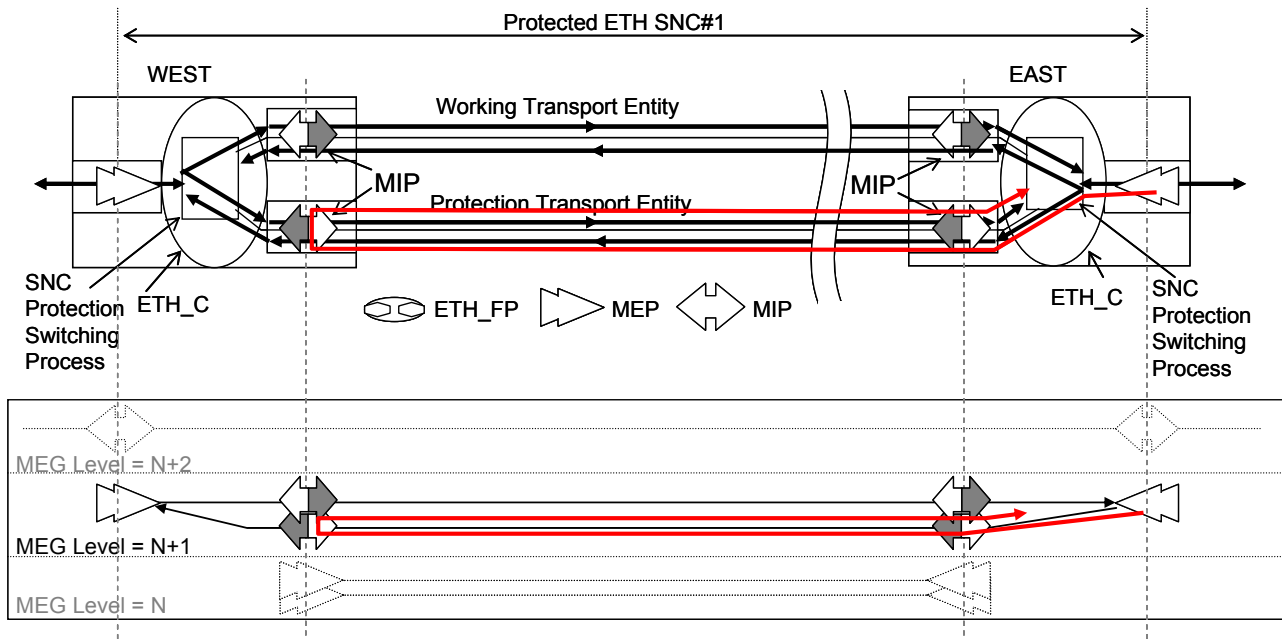 Protected ETH SNC#1
WEST
EAST
Working Transport Entity
MIP
MIP
Protection Transport Entity
SNC
Protection
Switching
Process
ETH_C
ETH_FP
MEP
MIP
ETH_C
SNC
Protection
Switching
Process
MEG Level = N+2
MEG Level = N+1
MEG Level = N